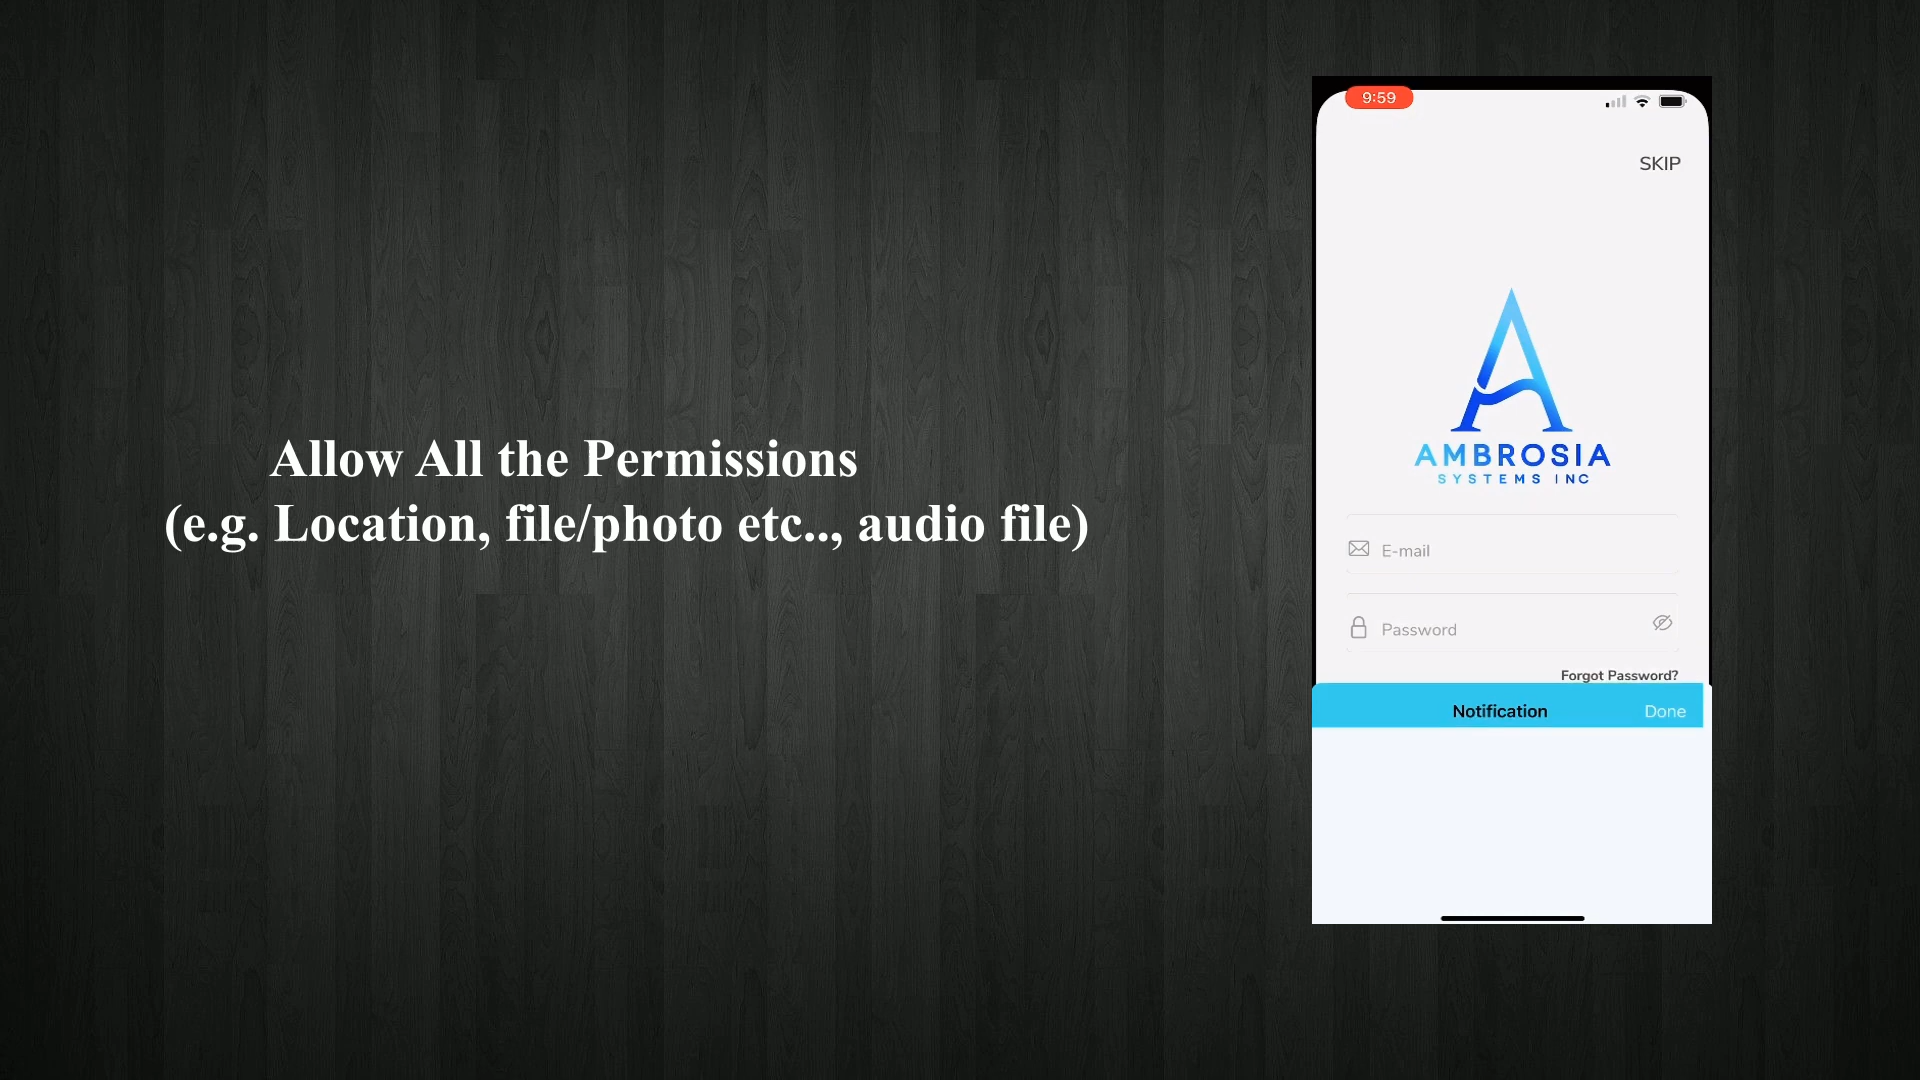 Allow All the Permissions
(e.g. Location, file/photo etc.., audio file)
9:59
SKIP
AMBROSIA
SYSTEMS INC
E-mail
Password
Forgot Password?
Notification
Done